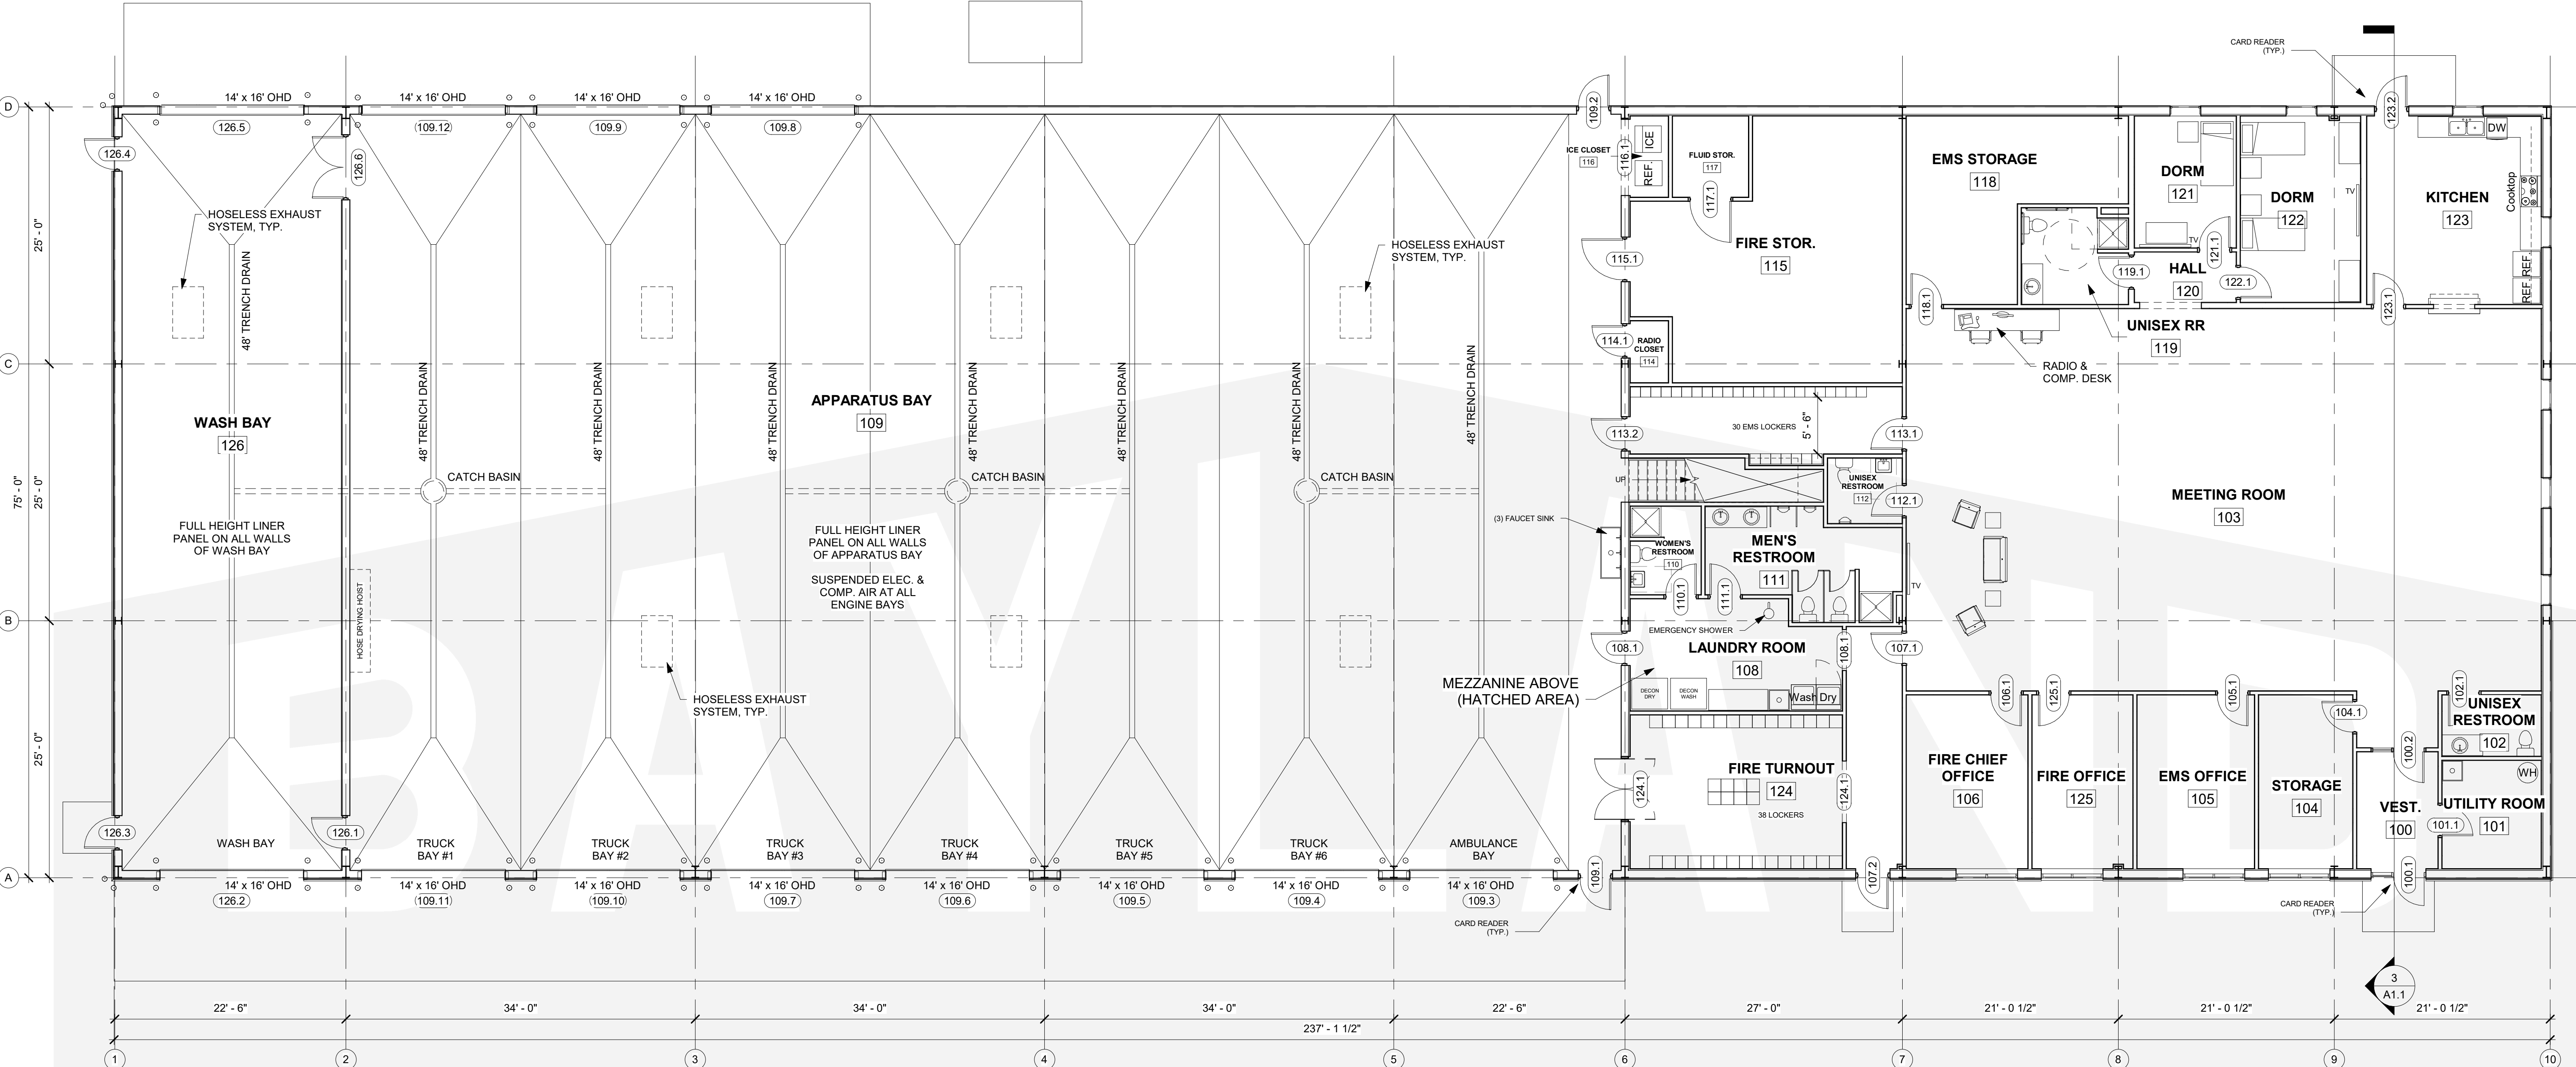 CARD READER
(TYP.)
D
14' x 16' OHD
14' x 16' OHD
14' x 16' OHD
14' x 16' OHD
126.5
109.12
109.9
109.8
109.2
123.2
126.4
126.6
116.1
ICE CLOSET
116
ICE
REF.
FLUID STOR.
117
117.1
EMS STORAGE
118
DORM
121
TV
121.1
DORM
122
TV
122.1
KITCHEN
123
DW
Cooktop
REF.
REF.
123.1
25' - 0"
HOSELESS EXHAUST
SYSTEM, TYP.
48' TRENCH DRAIN
HOSELESS EXHAUST
SYSTEM, TYP.
FIRE STOR.
115
115.1
119.1
HALL
120
118.1
UNISEX RR
119
RADIO &
COMP. DESK
114.1
RADIO
CLOSET
114
C
48' TRENCH DRAIN
48' TRENCH DRAIN
48' TRENCH DRAIN
48' TRENCH DRAIN
48' TRENCH DRAIN
48' TRENCH DRAIN
48' TRENCH DRAIN
APPARATUS BAY
109
WASH BAY
126
113.2
30 EMS LOCKERS
5' - 6"
113.1
75' - 0"
25' - 0"
CATCH BASIN
CATCH BASIN
CATCH BASIN
UP
UNISEX
RESTROOM
112
112.1
MEETING ROOM
103
FULL HEIGHT LINER
PANEL ON ALL WALLS
OF WASH BAY
FULL HEIGHT LINER
PANEL ON ALL WALLS
OF APPARATUS BAY
SUSPENDED ELEC. &
COMP. AIR AT ALL
ENGINE BAYS
(3) FAUCET SINK
WOMEN'S
RESTROOM
110
MEN'S
RESTROOM
111
110.1
111.1
TV
HOSE DRYING HOIST
B
EMERGENCY SHOWER
108.1
LAUNDRY ROOM
108
108.1
107.1
MEZZANINE ABOVE
(HATCHED AREA)
DECON
DRY
DECON
WASH
Wash
Dry
HOSELESS EXHAUST
SYSTEM, TYP.
106.1
125.1
105.1
104.1
102.1
UNISEX
RESTROOM
102
100.2
25' - 0"
FIRE TURNOUT
124
38 LOCKERS
124.1
124.1
FIRE CHIEF
OFFICE
106
FIRE OFFICE
125
EMS OFFICE
105
STORAGE
104
VEST.
100
WH
UTILITY ROOM
101
101.1
126.3
126.1
WASH BAY
TRUCK
BAY #1
TRUCK
BAY #2
TRUCK
BAY #3
TRUCK
BAY #4
TRUCK
BAY #5
TRUCK
BAY #6
AMBULANCE
BAY
A
14' x 16' OHD
14' x 16' OHD
14' x 16' OHD
14' x 16' OHD
14' x 16' OHD
14' x 16' OHD
14' x 16' OHD
14' x 16' OHD
126.2
109.11
109.10
109.7
109.6
109.5
109.4
109.3
109.1
107.2
100.1
CARD READER
(TYP.)
CARD READER
(TYP.)
BAYLAND
3
A1.1
22' - 6"
34' - 0"
34' - 0"
34' - 0"
22' - 6"
27' - 0"
21' - 0 1/2"
21' - 0 1/2"
21' - 0 1/2"
237' - 1 1/2"
1
2
3
4
5
6
7
8
9
10